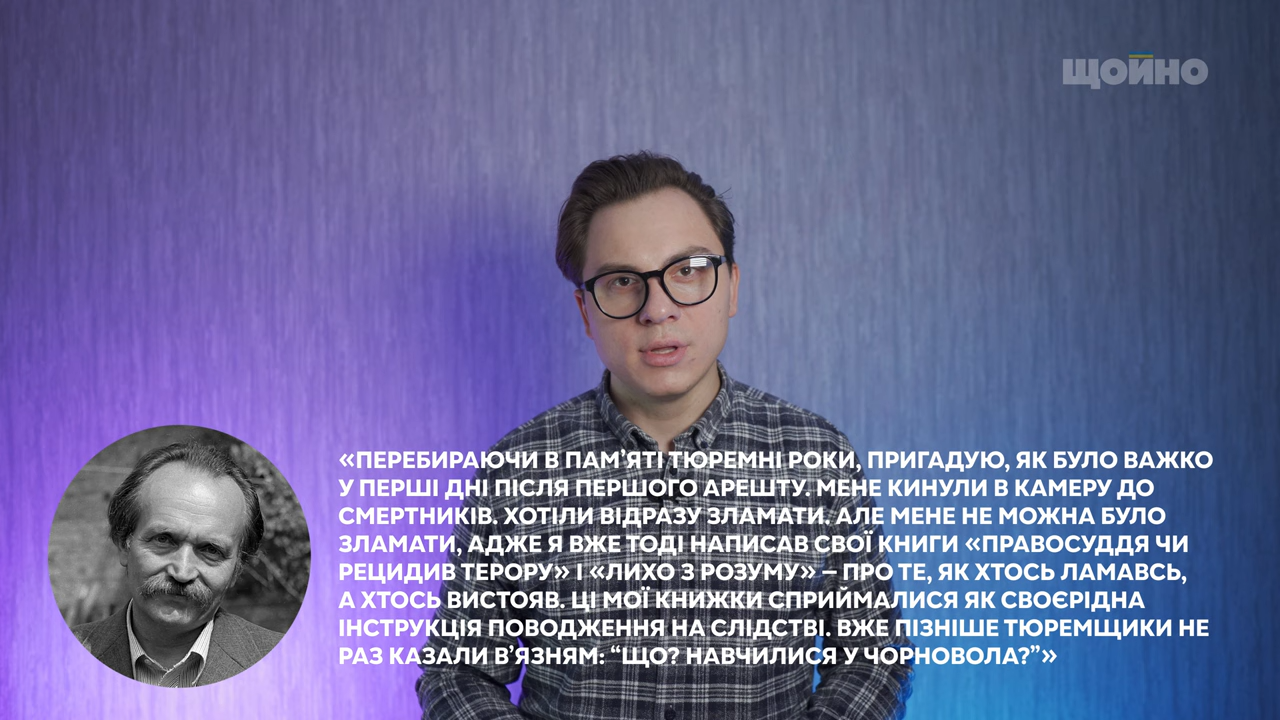 ЩОЙНО
«ПЕРЕБИРАЮЧИ В ПАМ’ЯТІ ТЮРЕМНІ РОКИ, ПРИГАДУЮ, ЯК БУЛО ВАЖКО
У ПЕРШІ ДНІ ПІСЛЯ ПЕРШОГО АРЕШТУ. МЕНЕ КИНУЛИ В КАМЕРУ ДО
СМЕРТНИКІВ. ХОТІЛИ ВІДРАЗУ ЗЛАМАТИ. АЛЕ МЕНЕ НЕ МОЖНА БУЛО
ЗЛАМАТИ, АДЖЕ Я ВЖЕ ТОДІ НАПИСАВ СВОЇ КНИГИ «ПРАВОСУДДЯ ЧИ
РЕЦИДИВ ТЕРОРУ» І «ЛИХО З РОЗУМУ» – ПРО ТЕ, ЯК ХТОСЬ ЛАМАВСЬ,
А ХТОСЬ ВИСТОЯВ. ЦІ МОЇ КНИЖКИ СПРИЙМАЛИСЯ ЯК СВОЄРІДНА
ІНСТРУКЦІЯ ПОВОДЖЕННЯ НА СЛІДСТВІ. ВЖЕ ПІЗНІШЕ ТЮРЕМЩИКИ НЕ
РАЗ КАЗАЛИ В’ЯЗНЯМ: “ЩО? НАВЧИЛИСЯ У ЧОРНОВОЛА?”»